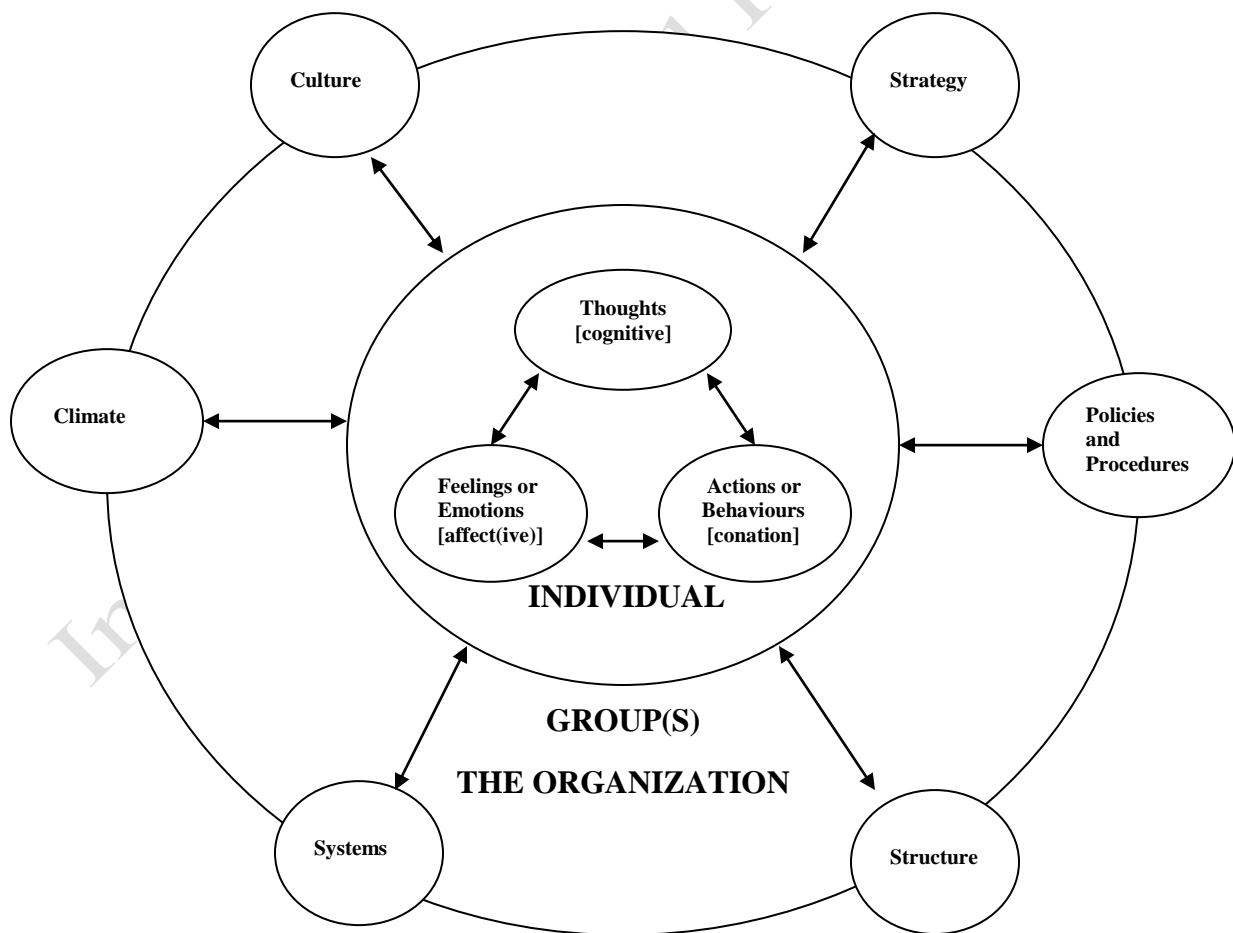 Culture
Strategy
Thoughts
[cognitive]
Climate
Policies
and
Procedures
Feelings or
Emotions
[affect(ive)]
Actions or
Behaviours
[conation]
INDIVIDUAL
GROUP(S)
THE ORGANIZATION
Systems
Structure